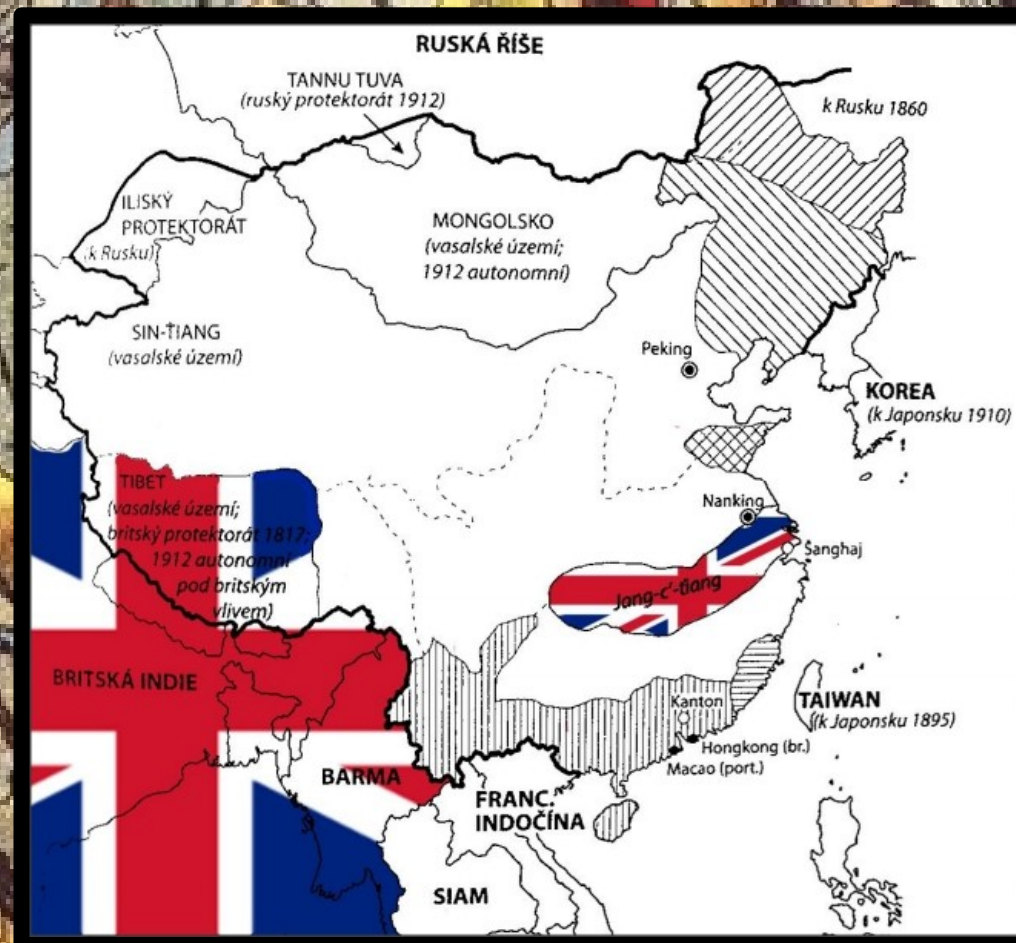 RUSKÁ ŘÍŠE
TANNU TUVA
(ruský protektorát 1912)
k Rusku 1860
ILISKÝ
PROTEKTORÁT
(k Rusku)
MONGOLSKO
(vasalské území;
1912 autonomní)
SIN-ŤIANG
(vasalské území)
Peking
KOREA
(k Japonsku 1910)
TIBET
(vasalské území;
britský protektorát 1817;
1912 autonomní
pod britským
vlivem)
Nanking
Šanghaj
Jang-c'-ťiang
BRITSKÁ INDIE
Kanton
TAIWAN
(k Japonsku 1895)
Hongkong (br.)
Macao (port.)
BARMA
FRANC.
INDOČÍNA
SIAM